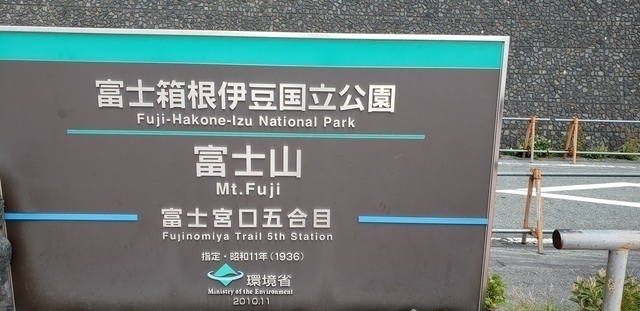 富士箱根伊豆国立公園
Fuji-Hakone-Izu National Park
富士山
Mt.Fuji
富士宮口五合目
Fujinomiya Trail 5th Station
指定・昭和11年(1936)
環境省
Ministry of the Environment
2010.11